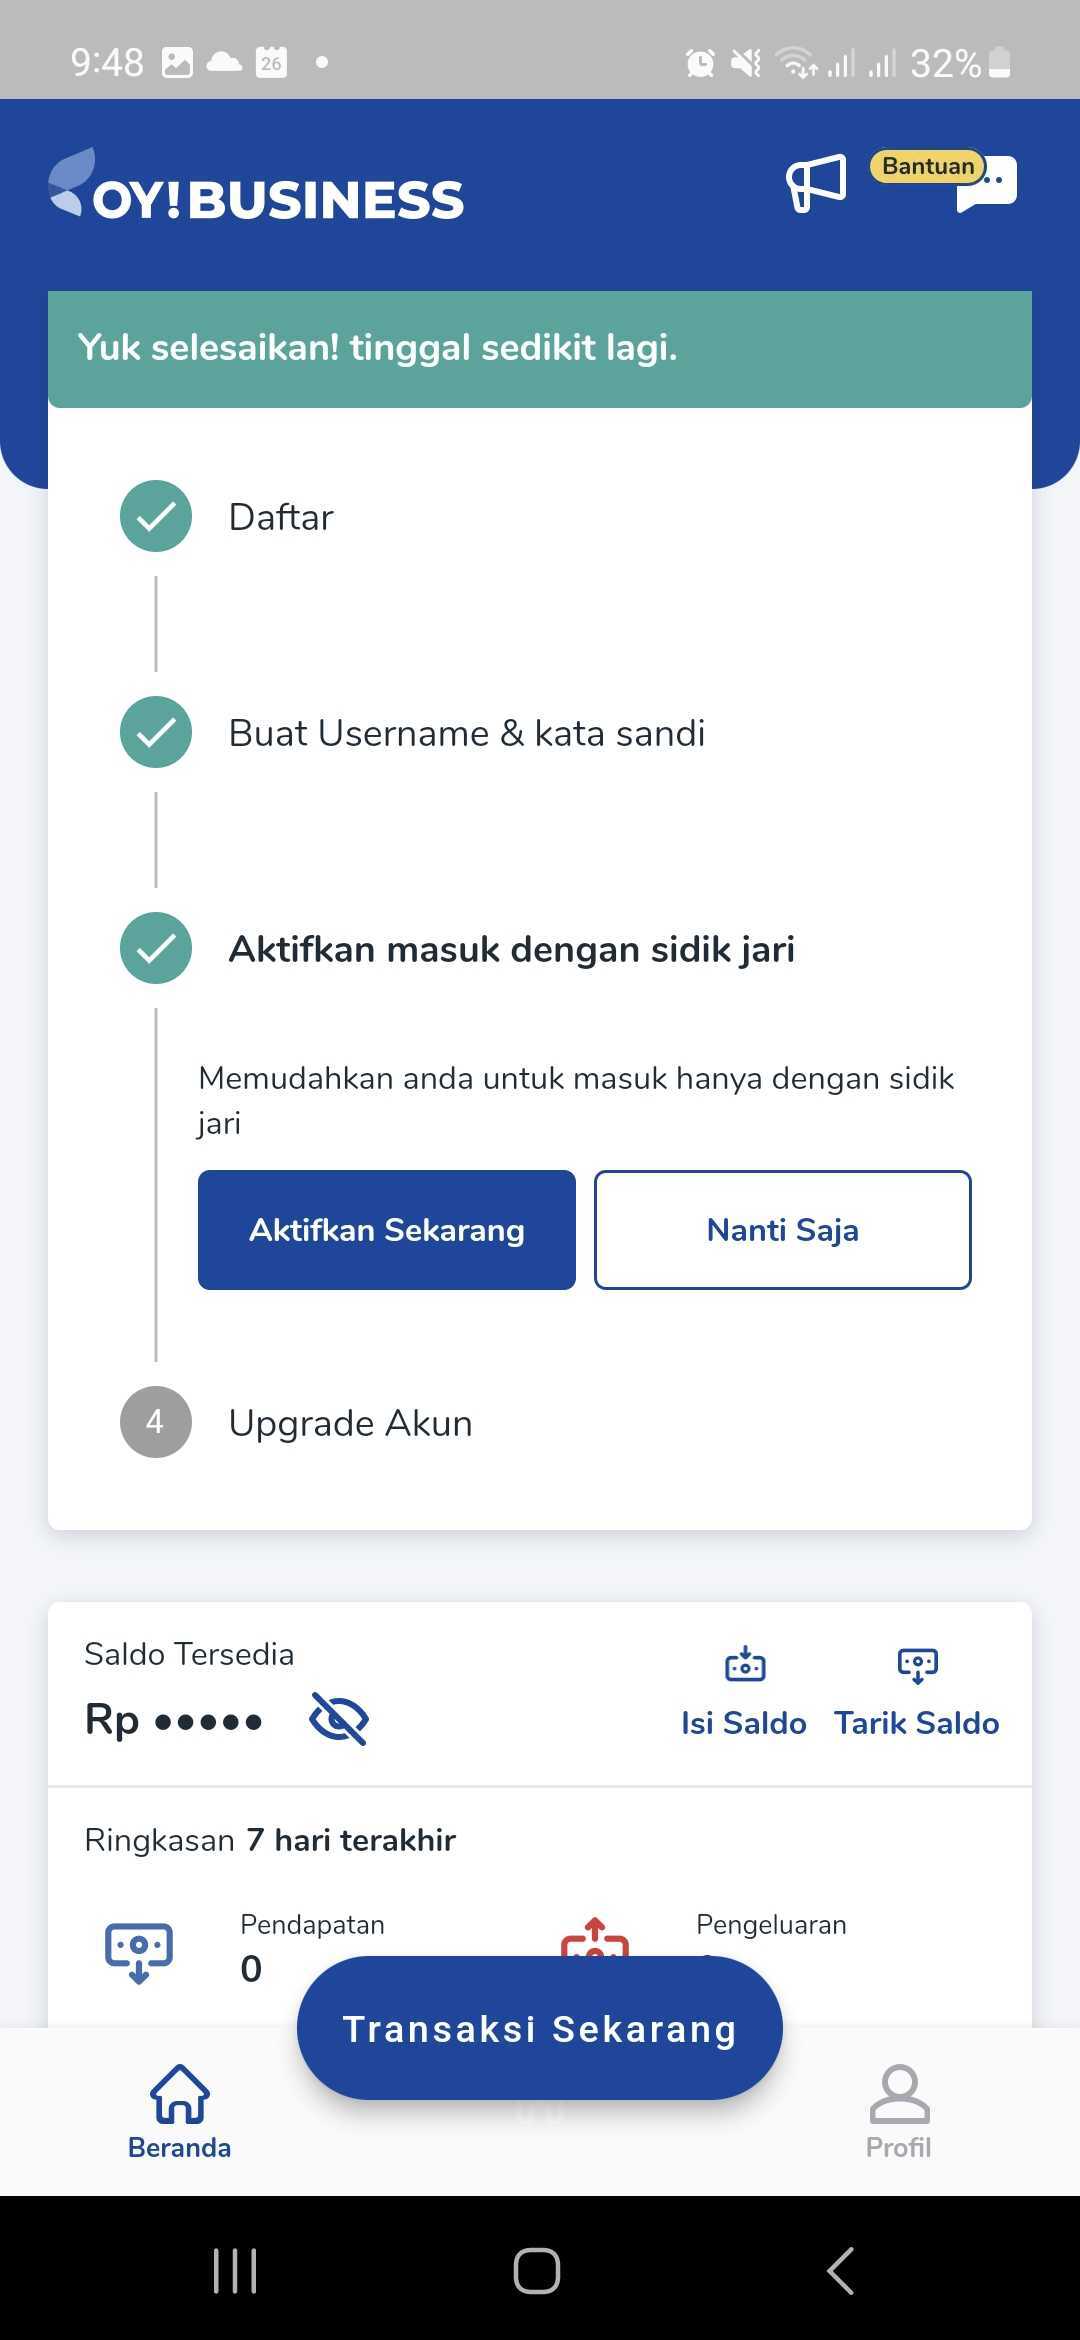 9:48
26
32%
OY! BUSINESS
Bantuan
Yuk selesaikan! tinggal sedikit lagi.
Daftar
Buat Username & kata sandi
Aktifkan masuk dengan sidik jari
Memudahkan anda untuk masuk hanya dengan sidik
jari
Aktifkan Sekarang
Nanti Saja
4
Upgrade Akun
Saldo Tersedia
Rp •••••
Isi Saldo
Tarik Saldo
Ringkasan 7 hari terakhir
Pendapatan
0
Pengeluaran
Transaksi Sekarang
Beranda
Profil